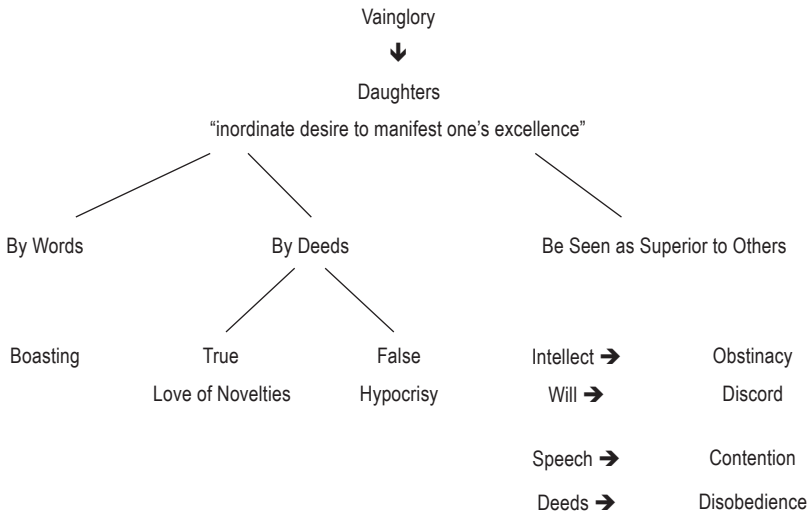 Vainglory
🡻
Daughters
“inordinate desire to manifest one’s excellence”
By Words By Deeds Be Seen as Superior to Others
Boasting True False Intellect ➔ Obstinacy
Love of Novelties Hypocrisy Will ➔ Discord
Speech ➔ Contention
Deeds ➔ Disobedience